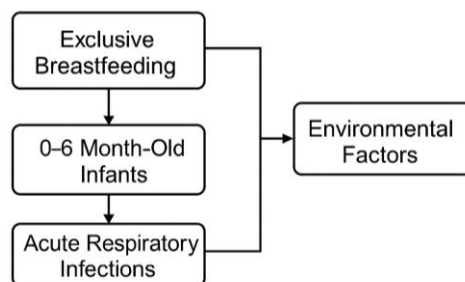 Exclusive
Breastfeeding
0–6 Month-Old
Infants
Acute Respiratory
Infections
Environmental
Factors